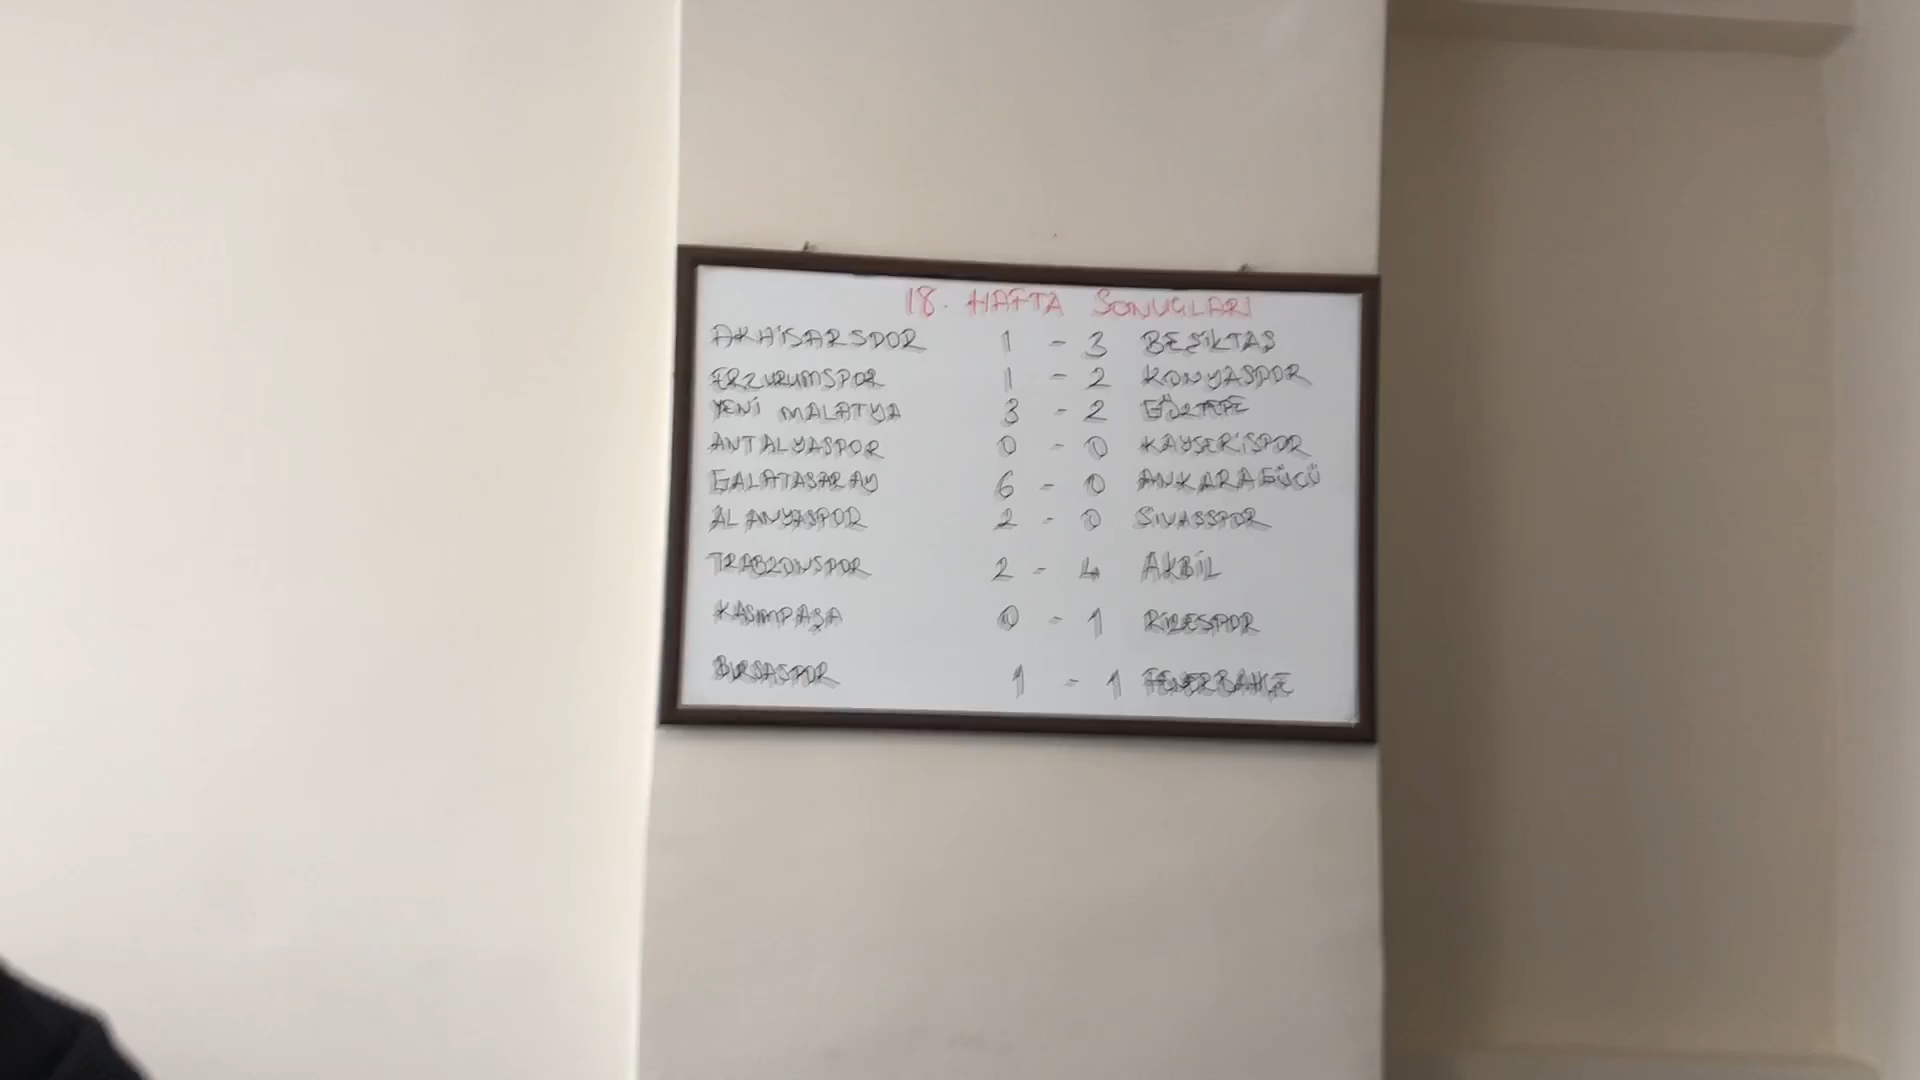 18. HAFTA SONUÇLARI
AKHİSARSPOR 1 - 3 BEŞİKTAŞ
ERZURUMSPOR 1 - 2 KONYASPOR
YENİ MALATYA 3 - 2 GÖZTEPE
ANTALYASPOR 0 - 0 KAYSERİSPOR
GALATASARAY 6 - 0 ANKARAGÜCÜ
ALANYASPOR 2 - 0 SİVASSPOR
TRABZONSPOR 2 - 4 AKBİL
KASIMPAŞA 0 - 1 RİZESPOR
BURSASPOR 1 - 1 FENERBAHÇE